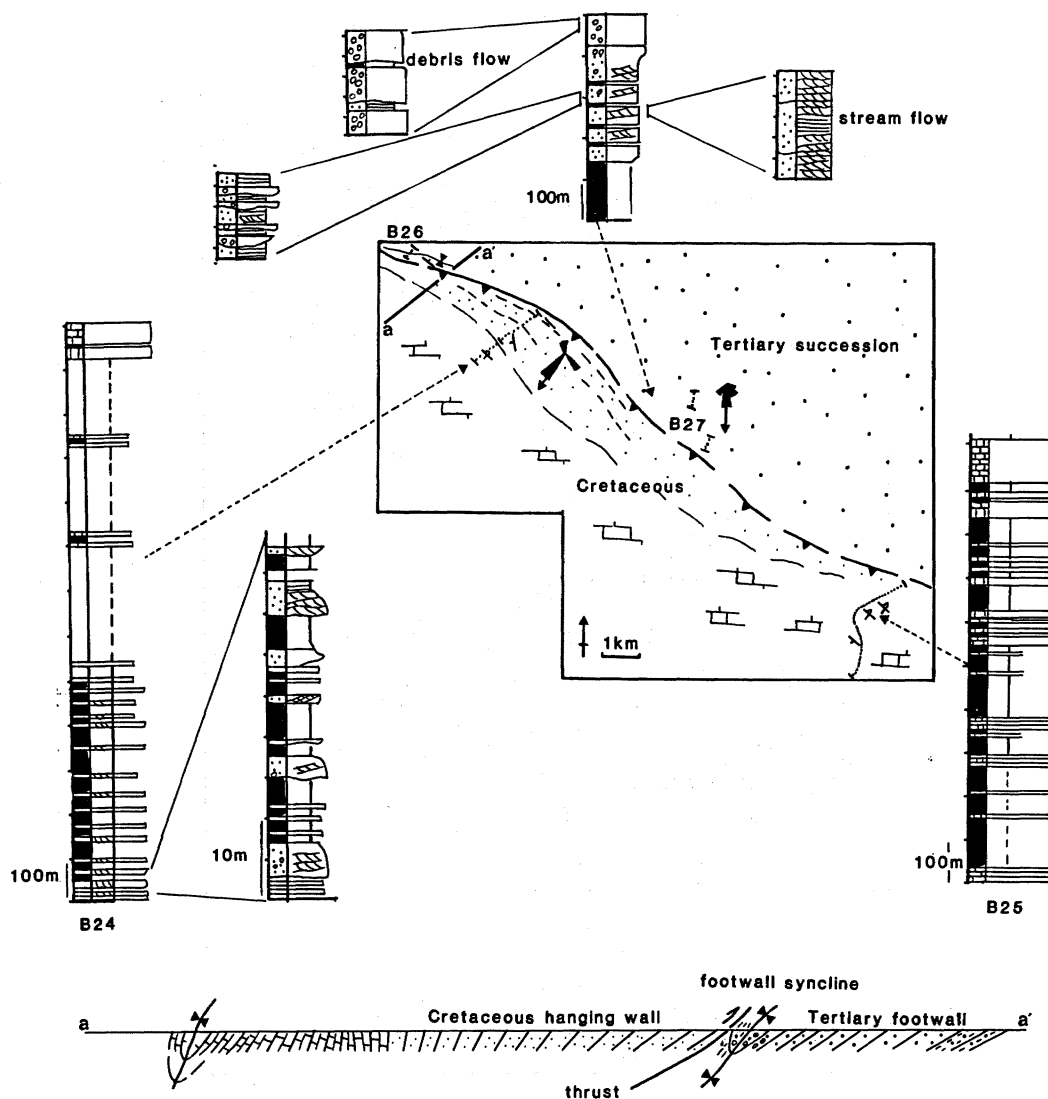 debris flow
stream flow
100m
B26
a'
a
Tertiary succession
B27
Cretaceous
1km
10m
100m
B24
100m
B25
footwall syncline
a
Cretaceous hanging wall
Tertiary footwall
a'
thrust